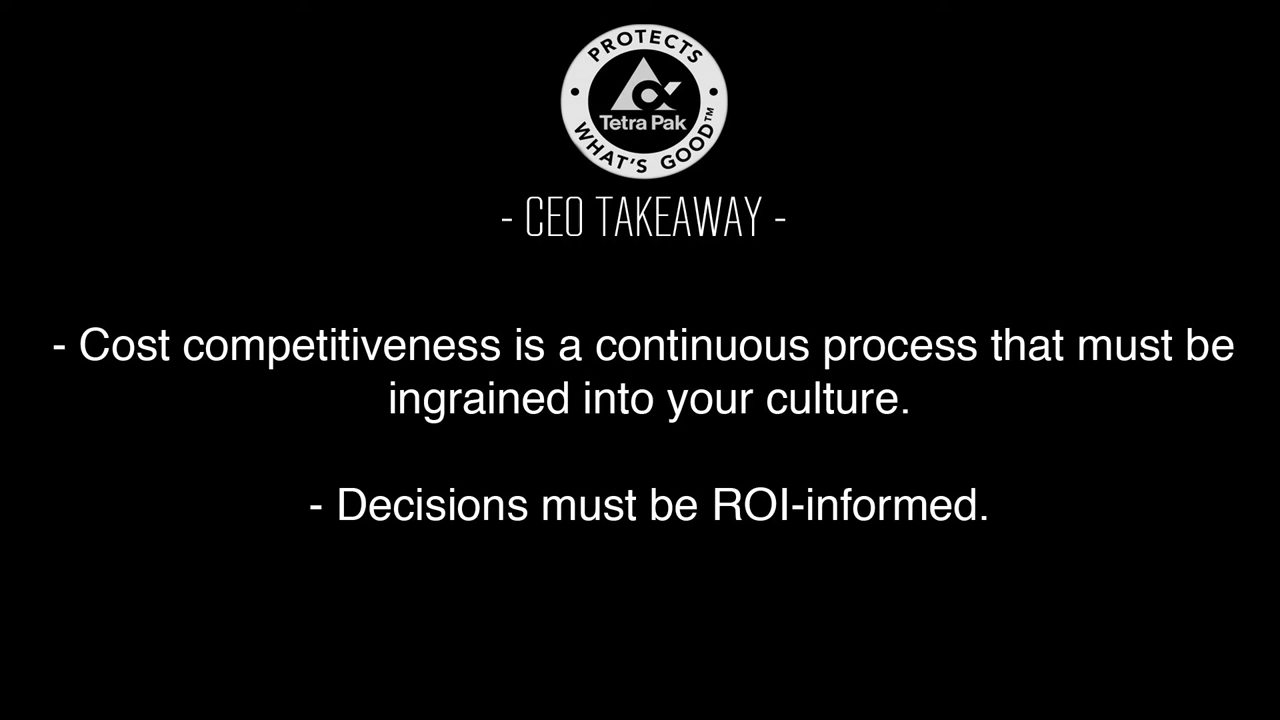 PROTECTS
Tetra Pak
WHAT'S GOOD™
- CEO TAKEAWAY -
- Cost competitiveness is a continuous process that must be
ingrained into your culture.
- Decisions must be ROI-informed.